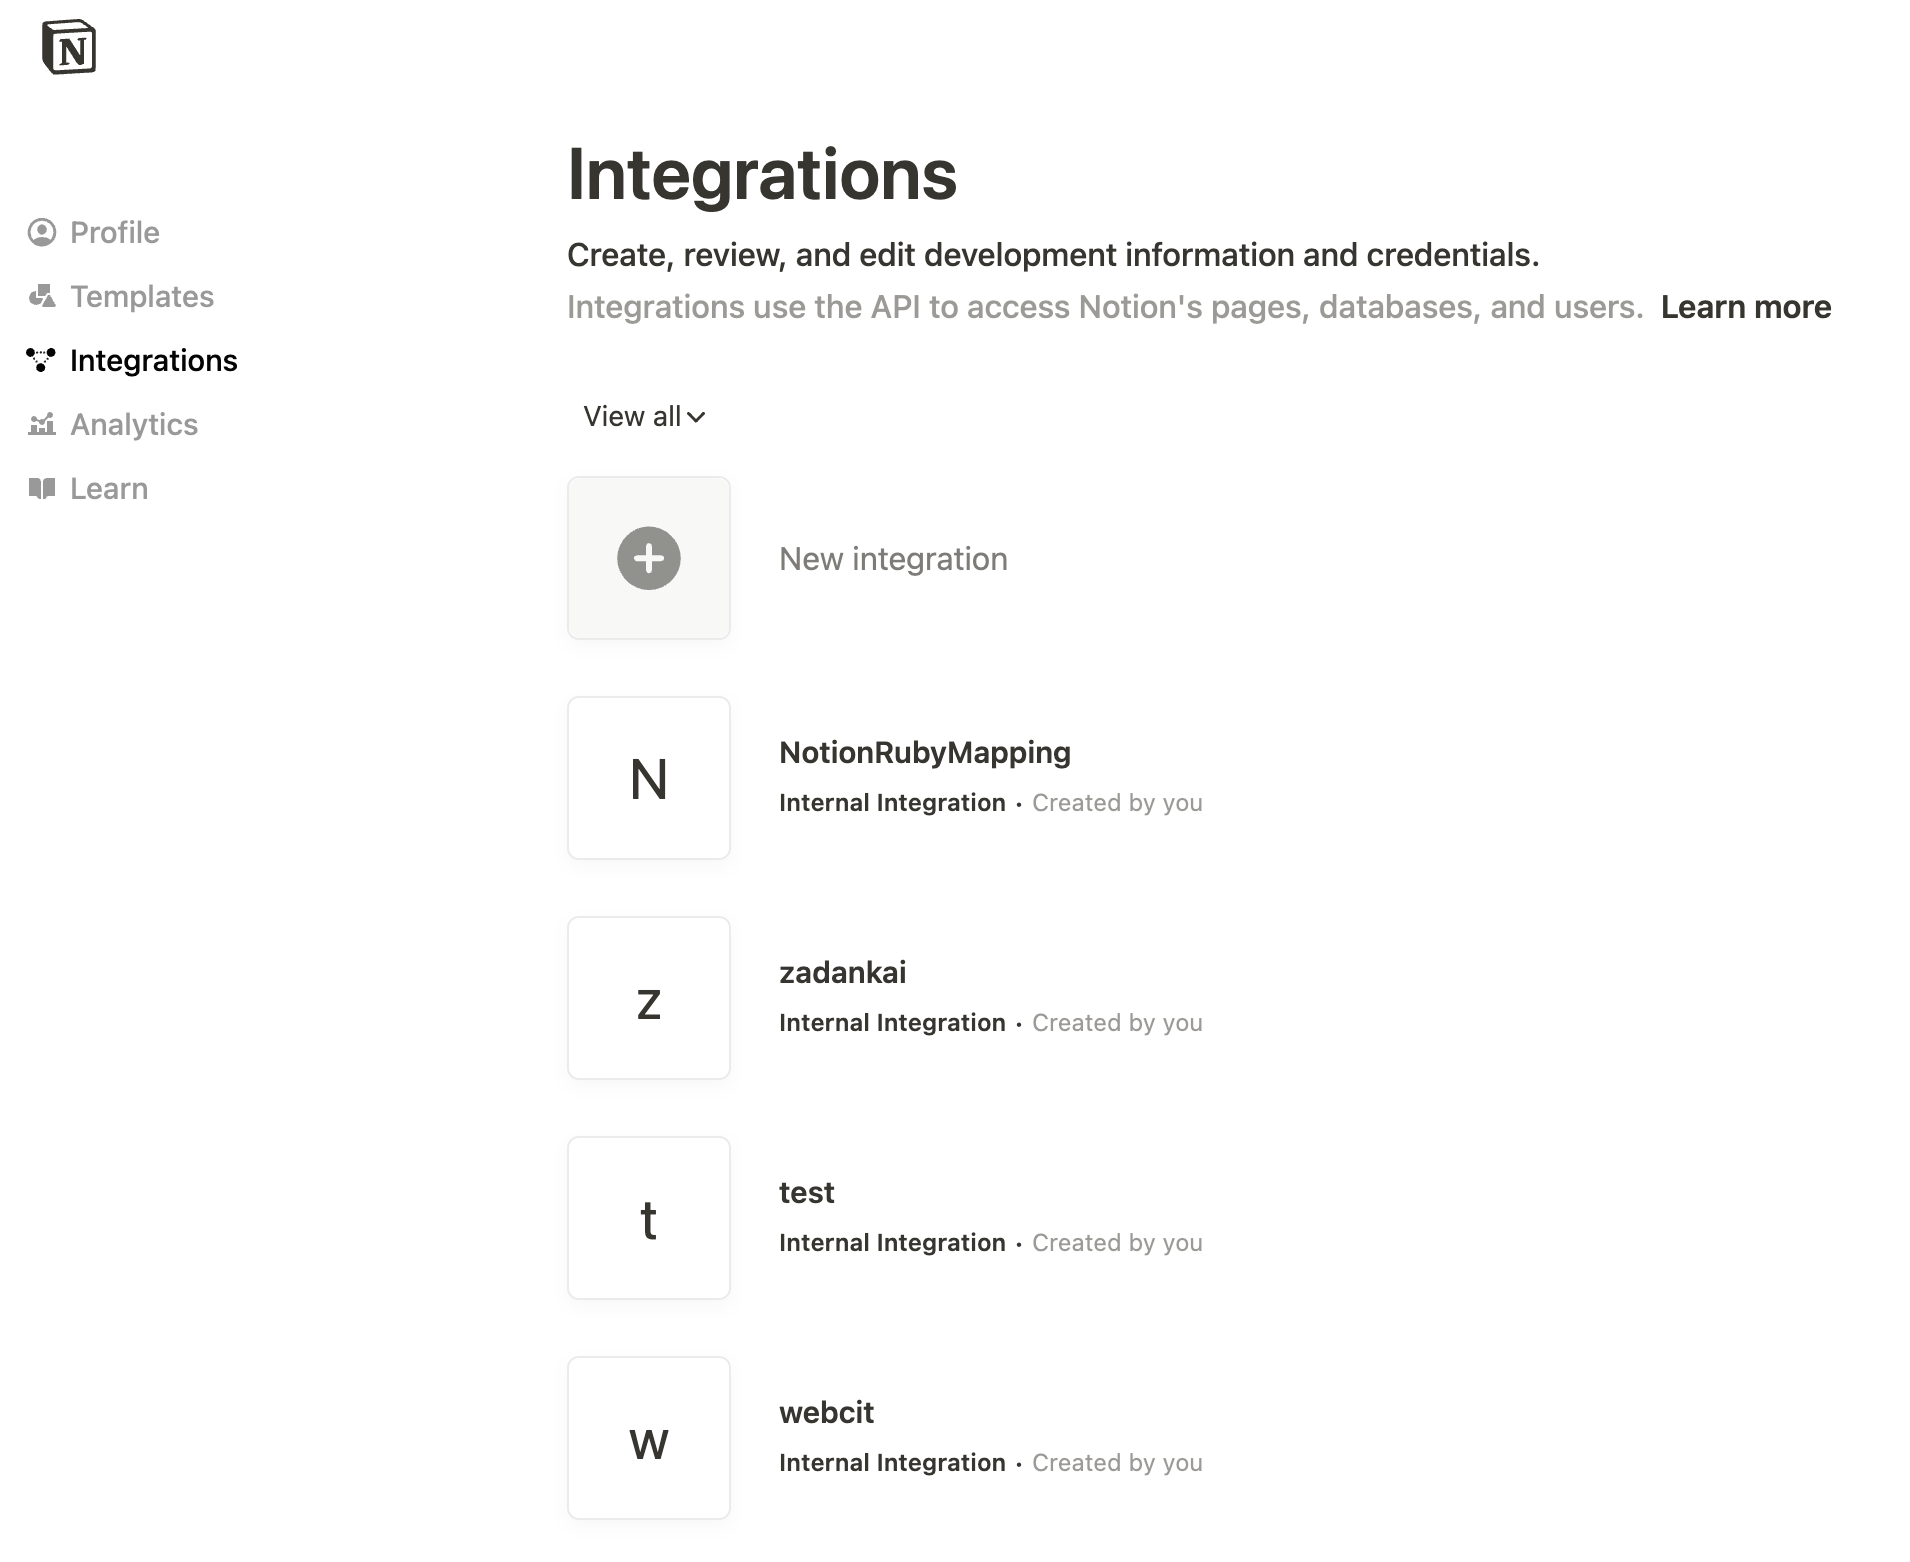 N
Profile
Templates
Integrations
Analytics
Learn
Integrations
Create, review, and edit development information and credentials.
Integrations use the API to access Notion's pages, databases, and users. Learn more
View all
New integration
N
NotionRubyMapping
Internal Integration • Created by you
z
zadankai
Internal Integration • Created by you
t
test
Internal Integration • Created by you
w
webcit
Internal Integration • Created by you